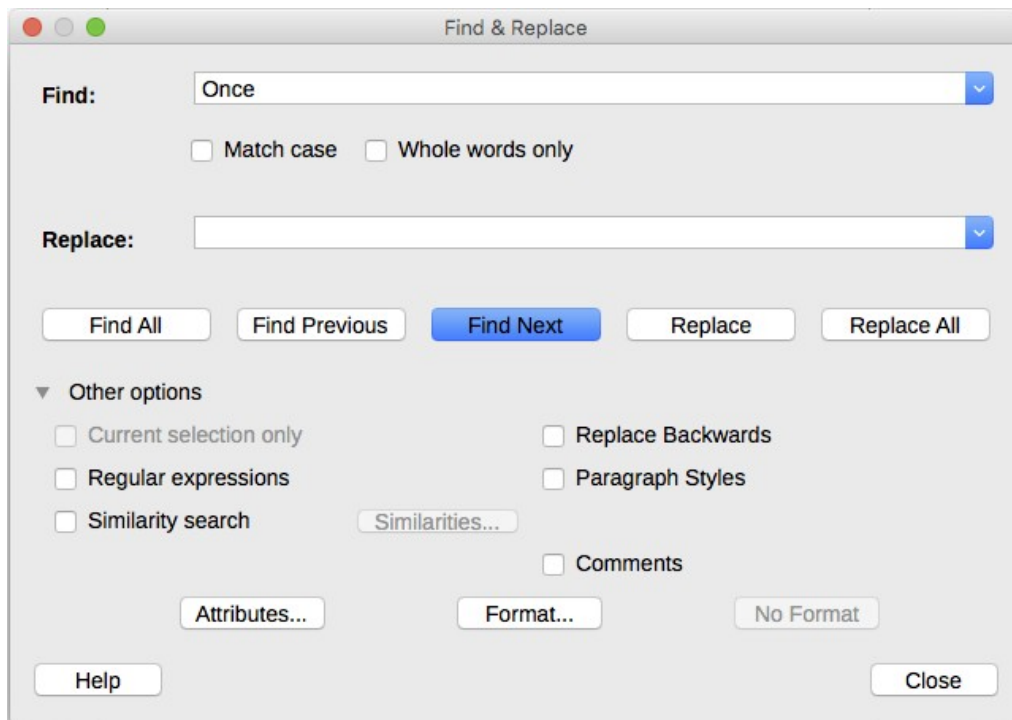 Find & Replace
Find: Once
Match case Whole words only
Replace:
Find All Find Previous Find Next Replace Replace All
Other options
Current selection only Replace Backwards
Regular expressions Paragraph Styles
Similarity search Similarities...
Comments
Attributes... Format... No Format
Help Close